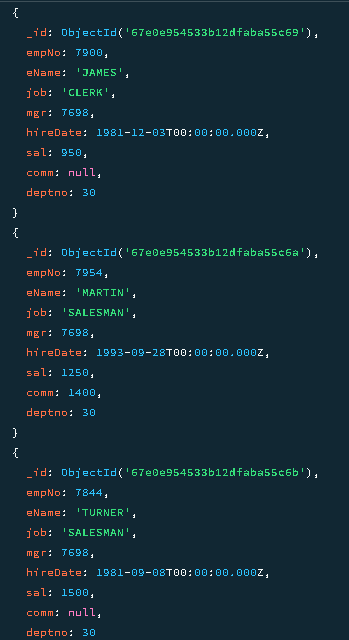 {
_id: ObjectId('67e0e954533b12dfaba55c69'),
empNo: 7900,
eName: 'JAMES',
job: 'CLERK',
mgr: 7698,
hireDate: 1981-12-03T00:00:00.000Z,
sal: 950,
comm: null,
deptno: 30
}
{
_id: ObjectId('67e0e954533b12dfaba55c6a'),
empNo: 7954,
eName: 'MARTIN',
job: 'SALESMAN',
mgr: 7698,
hireDate: 1993-09-28T00:00:00.000Z,
sal: 1250,
comm: 1400,
deptno: 30
}
{
_id: ObjectId('67e0e954533b12dfaba55c6b'),
empNo: 7844,
eName: 'TURNER',
job: 'SALESMAN',
mgr: 7698,
hireDate: 1981-09-08T00:00:00.000Z,
sal: 1500,
comm: null,
deptno: 30